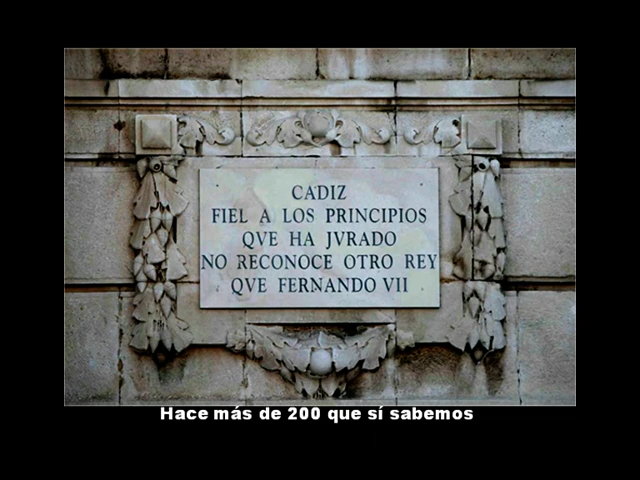 CADIZ
FIEL A LOS PRINCIPIOS
QVE HA JVRADO
NO RECONOCE OTRO REY
QVE FERNANDO VII
Hace más de 200 que sí sabemos